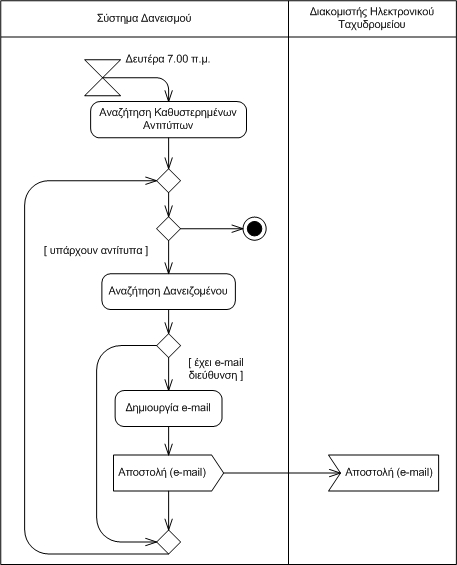 Σύστημα Δανεισμού
Διακομιστής Ηλεκτρονικού
Ταχυδρομείου
Δευτέρα 7.00 π.μ.
Αναζήτηση Καθυστερημένων
Αντιτύπων
[ υπάρχουν αντίτυπα ]
Αναζήτηση Δανειζομένου
[ έχει e-mail
διεύθυνση ]
Δημιουργία e-mail
Αποστολή (e-mail)
Αποστολή (e-mail)